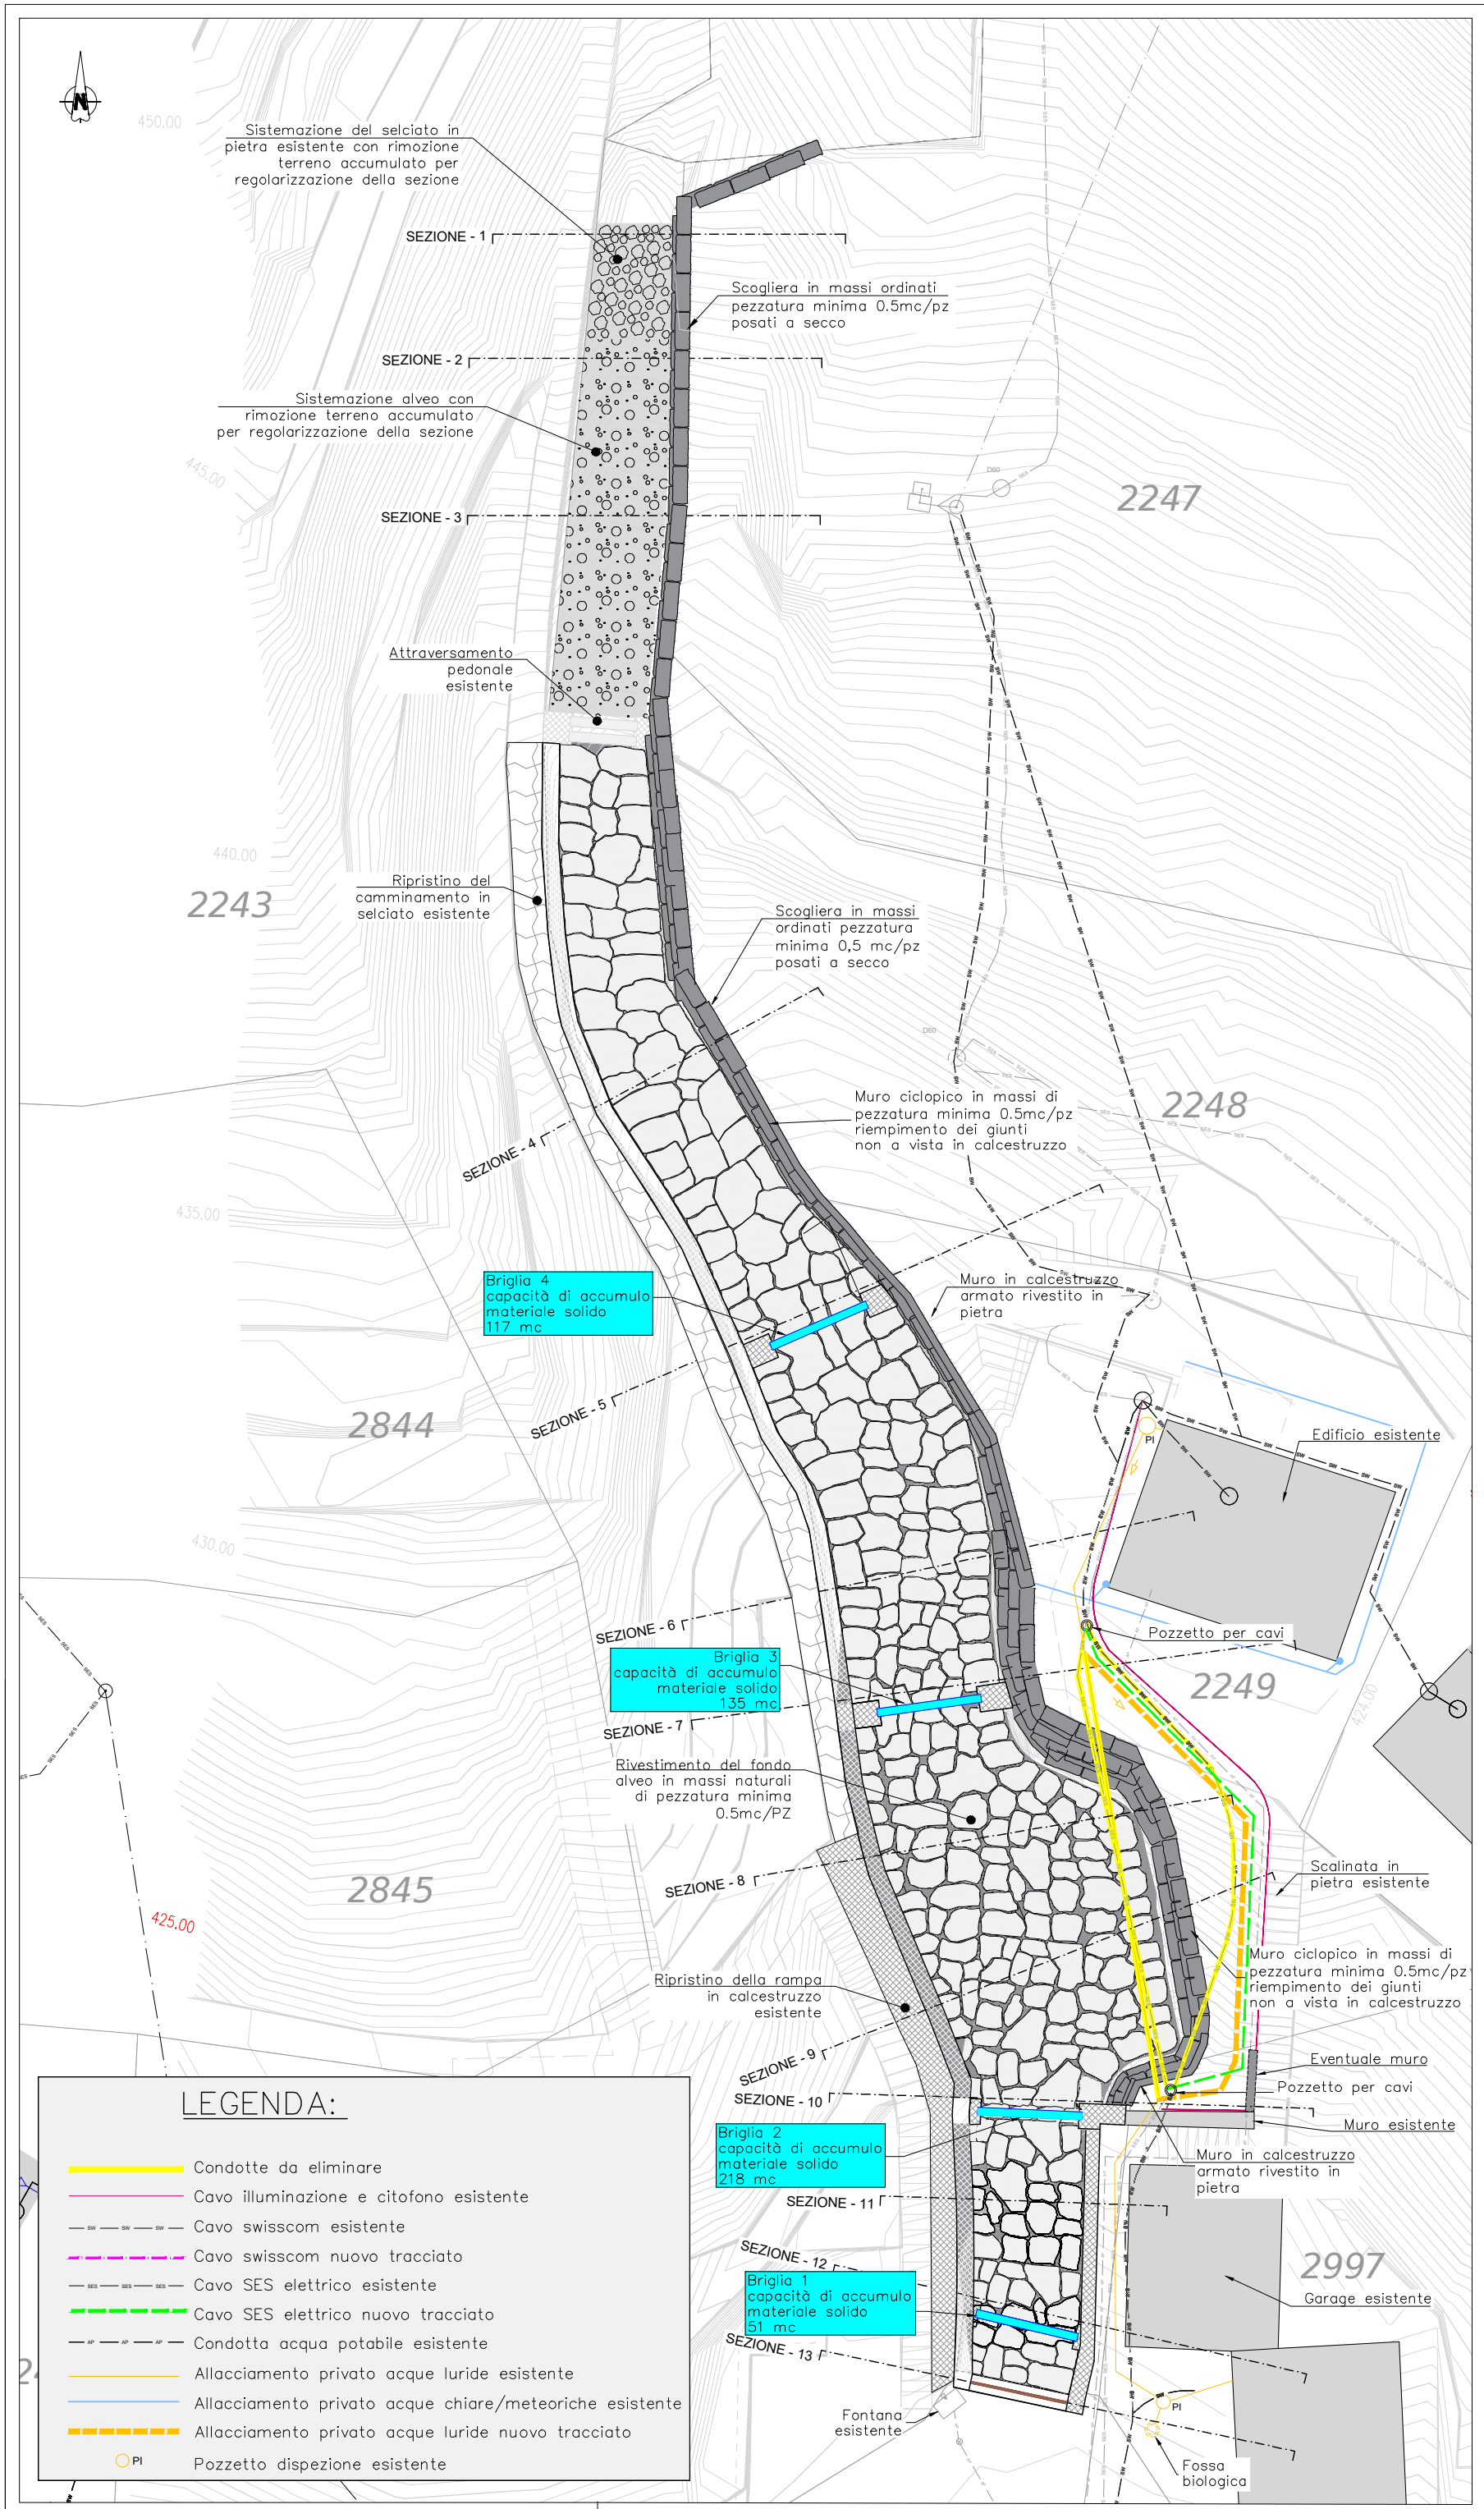 N
450.00
Sistemazione del selciato in
pietra esistente con rimozione
terreno accumulato per
regolarizzazione della sezione
SEZIONE - 1
Scogliera in massi ordinati
pezzatura minima 0.5mc/pz
posati a secco
SEZIONE - 2
Sistemazione alveo con
rimozione terreno accumulato
per regolarizzazione della sezione
445.00
D60
2247
SEZIONE - 3
Attraversamento
pedonale
esistente
440.00
2243
Ripristino del
camminamento in
selciato esistente
Scogliera in massi
ordinati pezzatura
minima 0,5 mc/pz
posati a secco
D60
Muro ciclopico in massi di
pezzatura minima 0.5mc/pz
riempimento dei giunti
non a vista in calcestruzzo
2248
SEZIONE - 4
435.00
Briglia 4
capacità di accumulo
materiale solido
117 mc
Muro in calcestruzzo
armato rivestito in
pietra
SEZIONE - 5
2844
Edificio esistente
PI
430.00
SEZIONE - 6
Pozzetto per cavi
Briglia 3
capacità di accumulo
materiale solido
135 mc
2249
424.00
SEZIONE - 7
Rivestimento del fondo
alveo in massi naturali
di pezzatura minima
0.5mc/PZ
SEZIONE - 8
2845
425.00
Scalinata in
pietra esistente
Muro ciclopico in massi di
pezzatura minima 0.5mc/pz
riempimento dei giunti
non a vista in calcestruzzo
Ripristino della rampa
in calcestruzzo
esistente
SEZIONE - 9
Eventuale muro
Pozzetto per cavi
SEZIONE - 10
Muro esistente
Briglia 2
capacità di accumulo
materiale solido
218 mc
Muro in calcestruzzo
armato rivestito in
pietra
SEZIONE - 11
SEZIONE - 12
2997
Briglia 1
capacità di accumulo
materiale solido
51 mc
Garage esistente
SEZIONE - 13
Fontana
esistente
PI
Fossa
biologica
LEGENDA:
Condotte da eliminare
Cavo illuminazione e citofono esistente
SW SW SW Cavo swisscom esistente
Cavo swisscom nuovo tracciato
SES SES SES Cavo SES elettrico esistente
Cavo SES elettrico nuovo tracciato
AP AP AP Condotta acqua potabile esistente
Allacciamento privato acque luride esistente
Allacciamento privato acque chiare/meteoriche esistente
Allacciamento privato acque luride nuovo tracciato
PI Pozzetto dispezione esistente